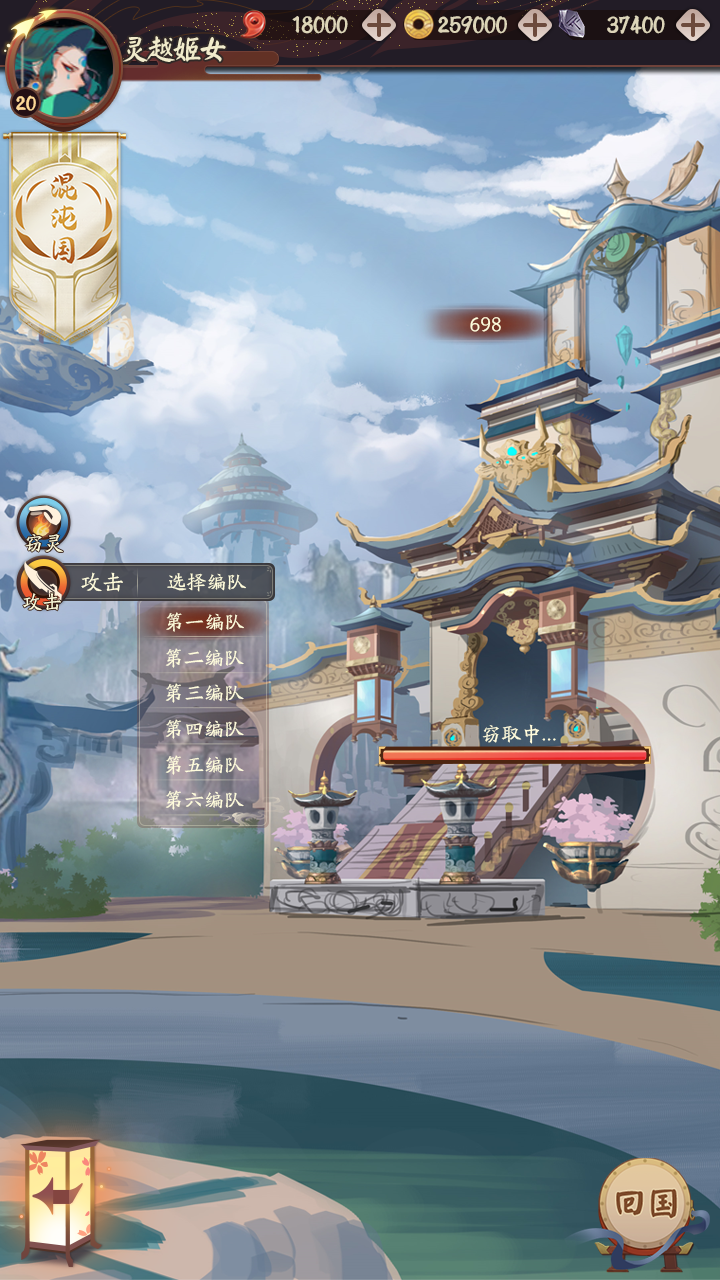 18000
259000
37400
灵越姬女
20
混
沌
国
698
窃灵
攻击 选择编队
攻击
第一编队
第二编队
第三编队
第四编队
第五编队
第六编队
窃取中...
回国